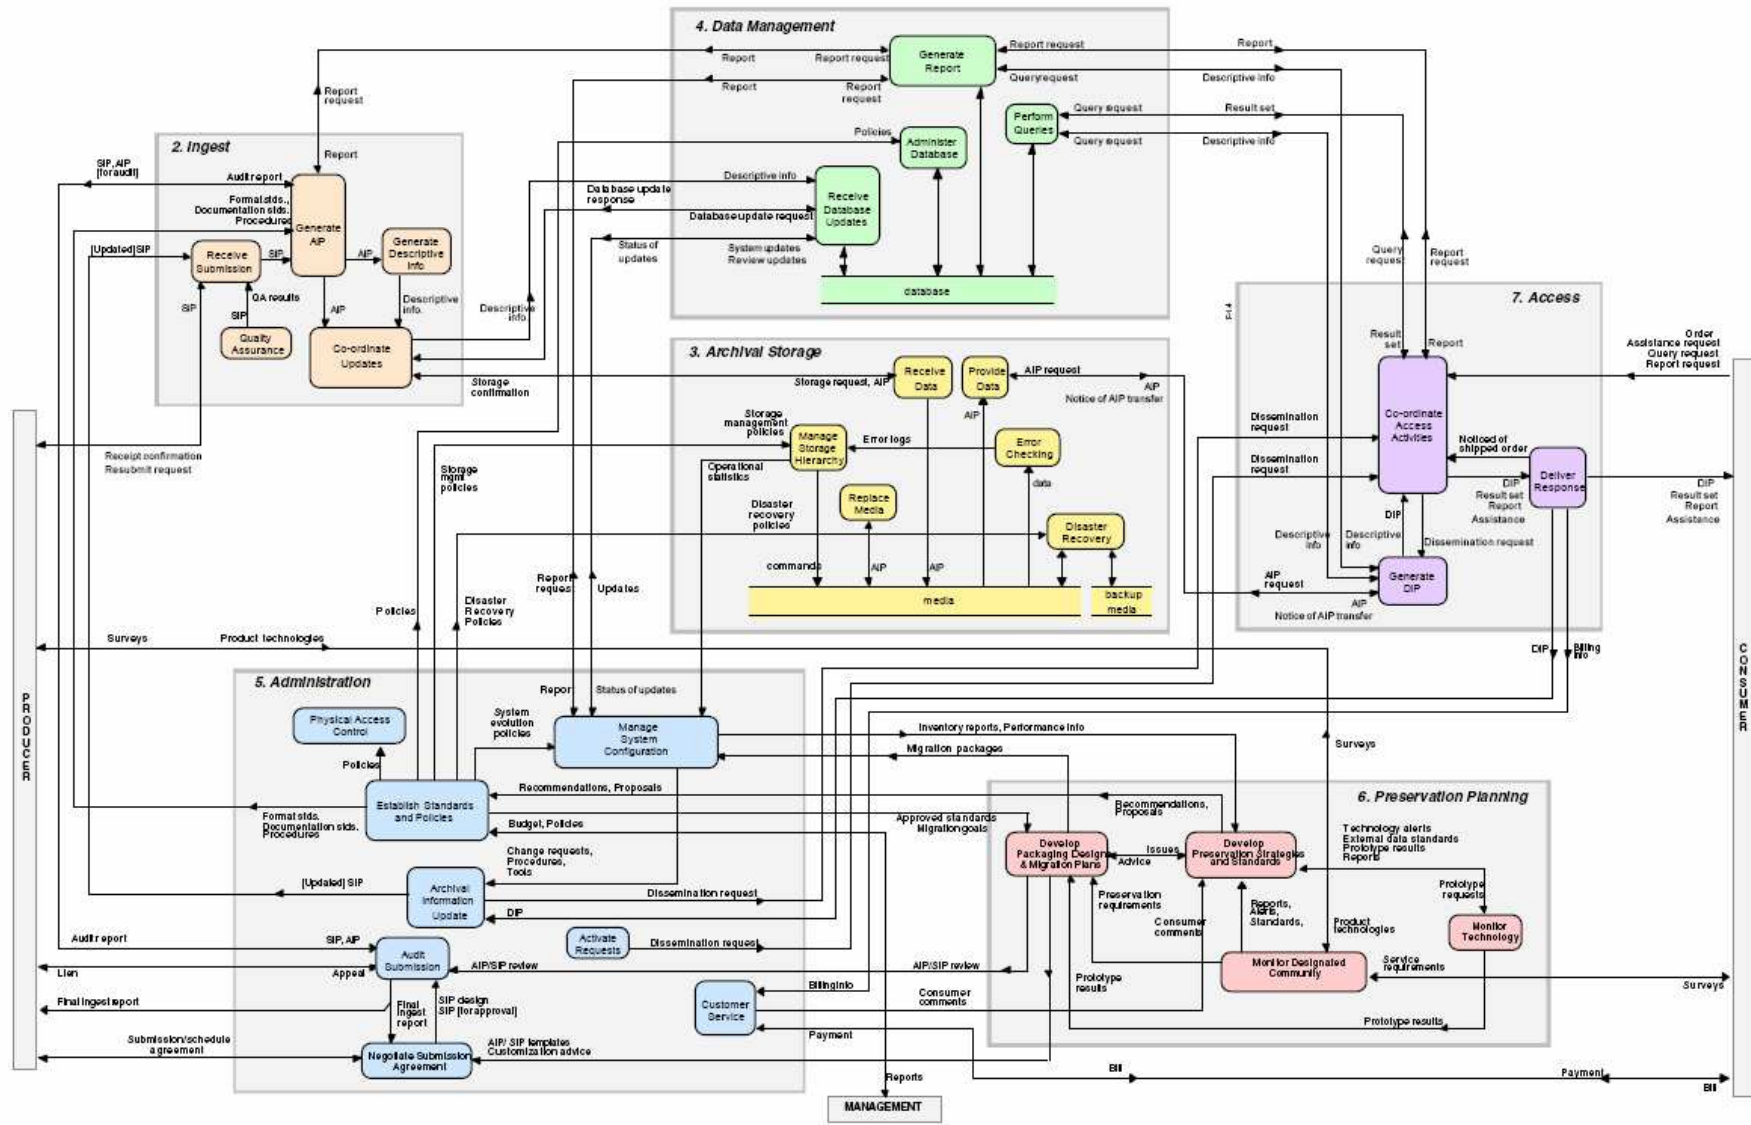 4. Data Management
Generate
Report
Report
Report request
Report request
Report
Report
Report
request
Queryrequest
Descriptive info
Perform
Queries
Query request
Result set
Query request
Descriptive info
Policies
Administer
Database
Descriptive info
Receive
Database
Updates
Database update
response
Database update request
Status of
updates
System updates
Review updates
database
Report
request
2. Ingest
Report
SIP, AIP
[for audit]
Audit report
Format stds.,
Documentation stds.
Procedures
Generate
AIP
[Updated] SIP
Receive
Submission
SIP
AIP
Generate
Descriptive
Info
SIP
QA results
SIP
AIP
Descriptive
info.
Quality
Assurance
Co-ordinate
Updates
Descriptive
info.
Storage
confirmation
3. Archival Storage
Receive
Data
Provide
Data
Storage request, AIP
AIP request
AIP
Notice of AIP transfer
AIP
Storage
management
policies
Manage
Storage
Hierarchy
Error logs
Error
Checking
Operational
statistics
data
Replace
Media
Disaster
recovery
policies
Disaster
Recovery
commands
AIP
AIP
media
backup
media
Query
request
Report
request
7. Access
F-14
Result
set
Report
Order
Assistance request
Query request
Report request
Dissemination
request
Co-ordinate
Access
Activities
Noticed of
shipped order
Dissemination
request
Deliver
Response
DIP
Result set
Report
Assistance
DIP
Result set
Report
Assistance
DIP
Descriptive
info
Descriptive
info
Dissemination request
AIP
request
Generate
DIP
AIP
Notice of AIP transfer
DIP
Billing
info
Receipt confirmation
Resubmit request
Storage
mgmt
policies
Policies
Disaster
Recovery
Policies
Report
request
Updates
Surveys
Product technologies
PRODUCER
CONSUMER
5. Administration
Report
Status of updates
Physical Access
Control
System
evolution
policies
Manage
System
Configuration
Inventory reports, Performance info
Migration packages
Surveys
Policies
Establish Standards
and Policies
Recommendations, Proposals
Format stds.
Documentation stds.
Procedures
Budget, Policies
Approved standards
Migration goals
Change requests,
Procedures,
Tools
[Updated] SIP
Archival
Information
Update
Dissemination request
DIP
Audit report
SIP, AIP
Audit
Submission
Activate
Requests
Dissemination request
Lien
Appeal
AIP/SIP review
AIP/SIP review
Final ingest report
Final
ingest
report
SIP design
SIP [for approval]
Customer
Service
Billing info
Consumer
comments
Payment
Submission/schedule
agreement
Negotiate Submission
Agreement
AIP/ SIP templates
Customization advice
6. Preservation Planning
Recommendations,
Proposals
Technology alerts
External data standards
Prototype results
Reports
Develop
Packaging Design
& Migration Plans
Issues
Advice
Develop
Preservation Strategies
and Standards
Prototype
requests
Preservation
requirements
Consumer
comments
Reports,
Alerts,
Standards,
Product
technologies
Monitor
Technology
Monitor Designated
Community
Service
requirements
Prototype
results
Surveys
Prototype results
Bill
Payment
Bill
Reports
MANAGEMENT